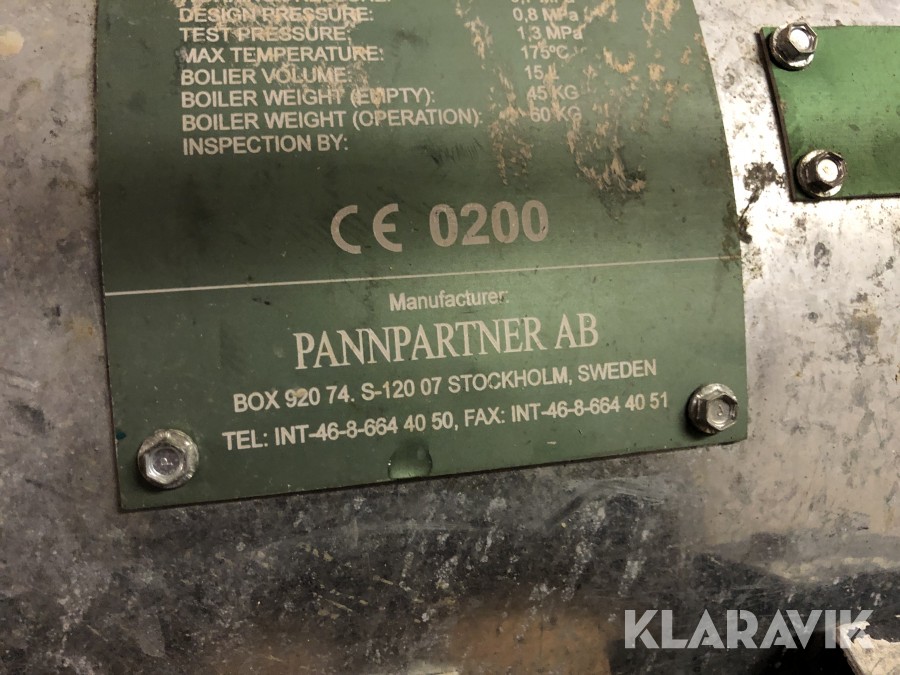 DESIGN PRESSURE: 0,8 MPa
TEST PRESSURE: 1,3 MPa
MAX TEMPERATURE: 175°C
BOLIER VOLUME: 15 L
BOILER WEIGHT (EMPTY): 45 KG
BOILER WEIGHT (OPERATION): 60 KG
INSPECTION BY:
CE 0200
Manufacturer:
PANNPARTNER AB
BOX 920 74. S-120 07 STOCKHOLM, SWEDEN
TEL: INT-46-8-664 40 50, FAX: INT-46-8-664 40 51
KLARAVIK